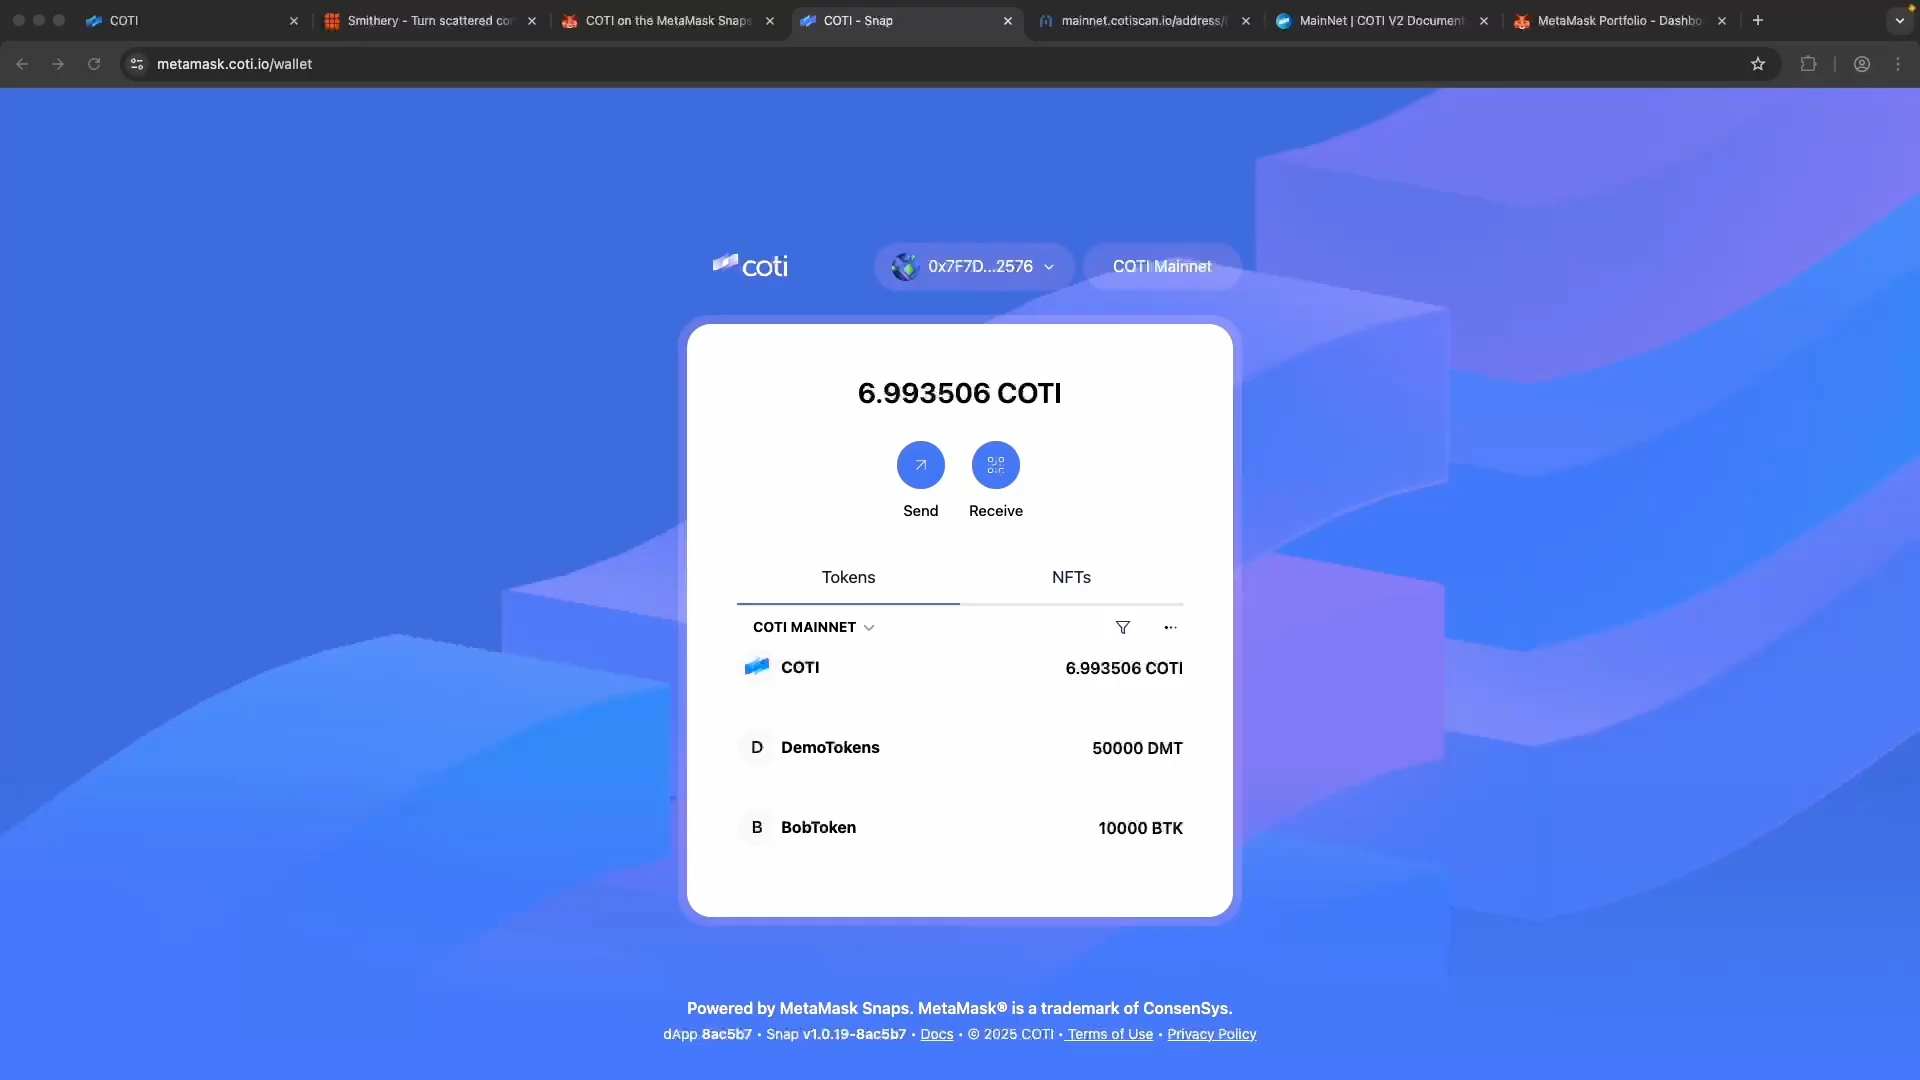 COTI
Smithery - Turn scattered con
COTI on the MetaMask Snaps
COTI - Snap
mainnet.cotiscan.io/address/
MainNet | COTI V2 Document
MetaMask Portfolio - Dashbo
metamask.coti.io/wallet
coti
0x7F7D...2576
COTI Mainnet
6.993506 COTI
Send
Receive
Tokens
NFTs
COTI MAINNET
COTI
6.993506 COTI
D
DemoTokens
50000 DMT
B
BobToken
10000 BTK
Powered by MetaMask Snaps. MetaMask® is a trademark of ConsenSys.
dApp 8ac5b7 • Snap v1.0.19-8ac5b7 • Docs • © 2025 COTI • Terms of Use • Privacy Policy